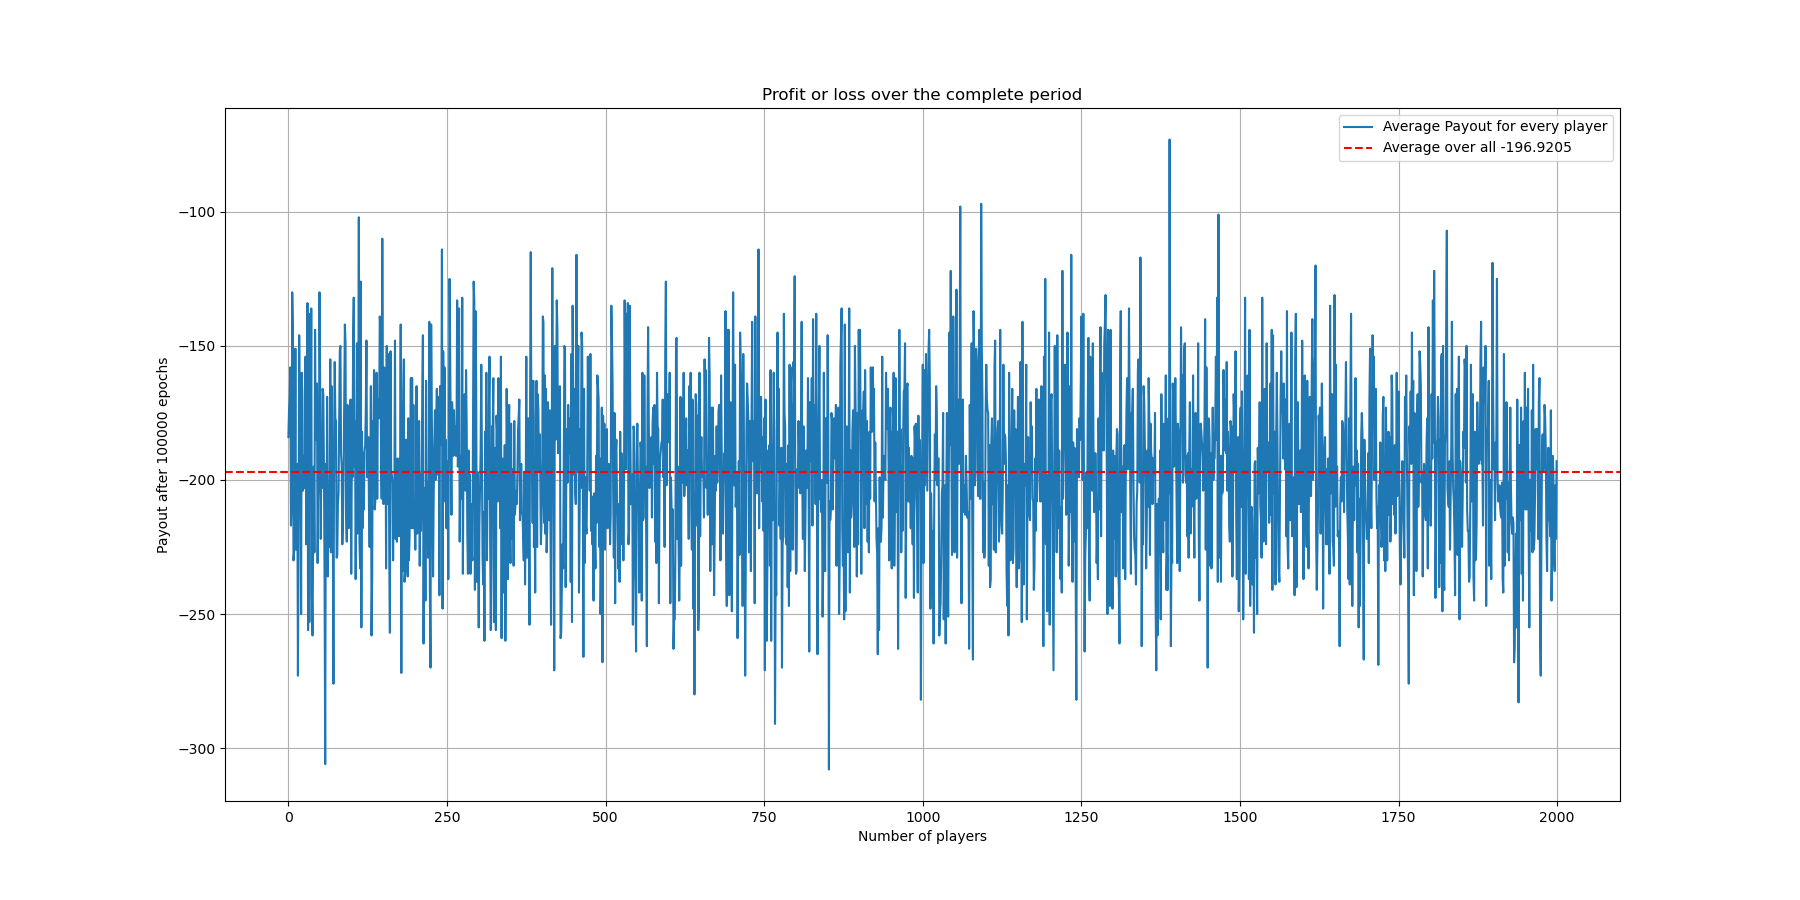 Profit or loss over the complete period
Average Payout for every player
Average over all -196.9205
Payout after 100000 epochs
−100
−150
−200
−250
−300
0
250
500
750
1000
1250
1500
1750
2000
Number of players